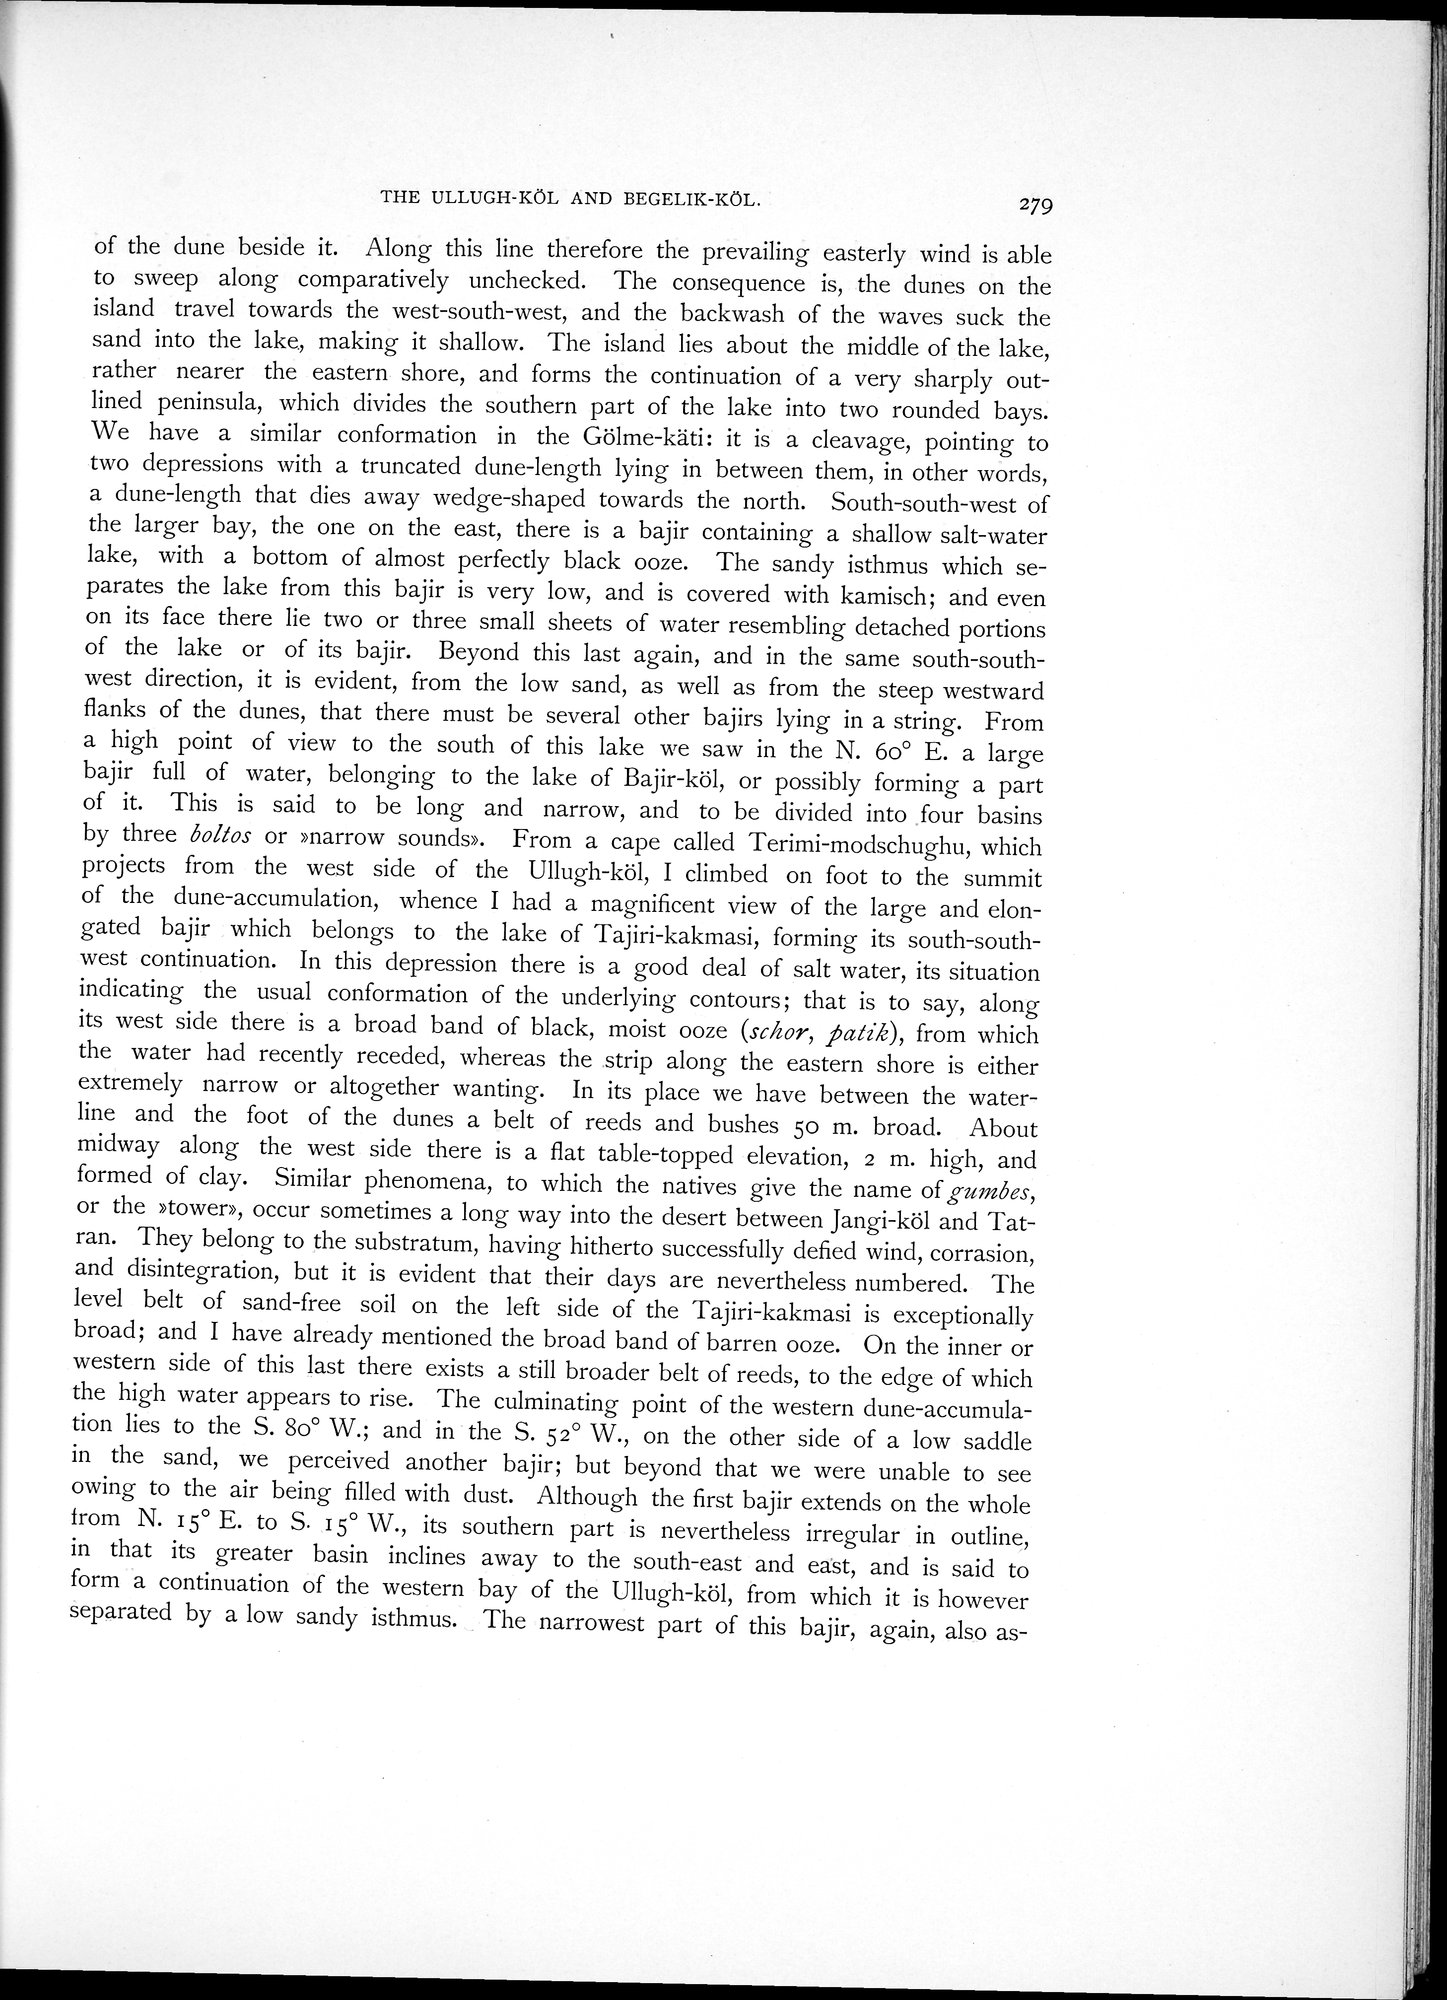 THE ULLUGH-KÖL AND BEGELIK-KÖL.
279
of the dune beside it. Along this line therefore the prevailing easterly wind is able
to sweep along comparatively unchecked. The consequence is, the dunes on the
island travel towards the west-south-west, and the backwash of the waves suck the
sand into the lake, making it shallow. The island lies about the middle of the lake,
rather nearer the eastern shore, and forms the continuation of a very sharply out-
lined peninsula, which divides the southern part of the lake into two rounded bays.
We have a similar conformation in the Gölme-käti: it is a cleavage, pointing to
two depressions with a truncated dune-length lying in between them, in other words,
a dune-length that dies away wedge-shaped towards the north. South-south-west of
the larger bay, the one on the east, there is a bajir containing a shallow salt-water
lake, with a bottom of almost perfectly black ooze. The sandy isthmus which se-
parates the lake from this bajir is very low, and is covered with kamisch; and even
on its face there lie two or three small sheets of water resembling detached portions
of the lake or of its bajir. Beyond this last again, and in the same south-south-
west direction, it is evident, from the low sand, as well as from the steep westward
flanks of the dunes, that there must be several other bajirs lying in a string. From
a high point of view to the south of this lake we saw in the N. 60° E. a large
bajir full of water, belonging to the lake of Bajir-köl, or possibly forming a part
of it. This is said to be long and narrow, and to be divided into four basins
by three boltos or »narrow sounds». From a cape called Terimi-modschughu, which
projects from the west side of the Ullugh-köl, I climbed on foot to the summit
of the dune-accumulation, whence I had a magnificent view of the large and elon-
gated bajir which belongs to the lake of Tajiri-kakmasi, forming its south-south-
west continuation. In this depression there is a good deal of salt water, its situation
indicating the usual conformation of the underlying contours; that is to say, along
its west side there is a broad band of black, moist ooze (schor, patik), from which
the water had recently receded, whereas the strip along the eastern shore is either
extremely narrow or altogether wanting. In its place we have between the water-
line and the foot of the dunes a belt of reeds and bushes 50 m. broad. About
midway along the west side there is a flat table-topped elevation, 2 m. high, and
formed of clay. Similar phenomena, to which the natives give the name of gumbes,
or the »tower», occur sometimes a long way into the desert between Jangi-köl and Tat-
ran. They belong to the substratum, having hitherto successfully defied wind, corrasion,
and disintegration, but it is evident that their days are nevertheless numbered. The
level belt of sand-free soil on the left side of the Tajiri-kakmasi is exceptionally
broad; and I have already mentioned the broad band of barren ooze. On the inner or
western side of this last there exists a still broader belt of reeds, to the edge of which
the high water appears to rise. The culminating point of the western dune-accumula-
tion lies to the S. 80° W.; and in the S. 52° W., on the other side of a low saddle
in the sand, we perceived another bajir; but beyond that we were unable to see
owing to the air being filled with dust. Although the first bajir extends on the whole
from N. 15° E. to S. 15° W., its southern part is nevertheless irregular in outline,
in that its greater basin inclines away to the south-east and east, and is said to
form a continuation of the western bay of the Ullugh-köl, from which it is however
separated by a low sandy isthmus. The narrowest part of this bajir, again, also as-